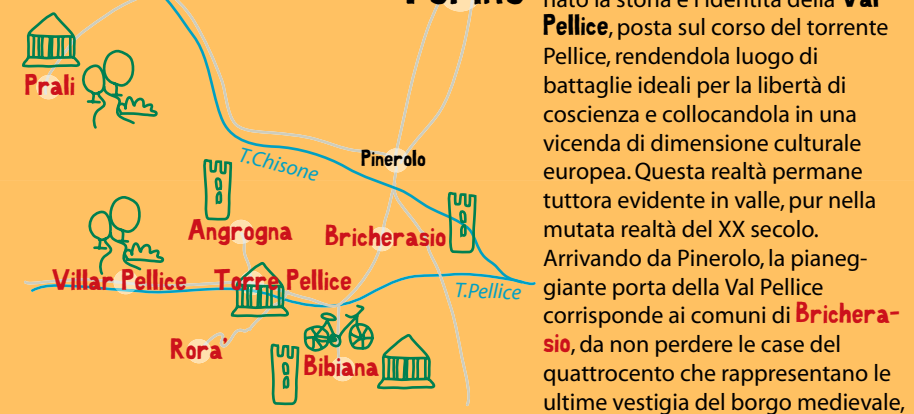 Prali
T.Chisone
Pinerolo
Angrogna
Bricherasio
Villar Pellice
Torre Pellice
T.Pellice
Rora'
Bibiana
Pellice, posta sul corso del torrente
Pellice, rendendola luogo di
battaglie ideali per la libertà di
coscienza e collocandola in una
vicenda di dimensione culturale
europea. Questa realtà permane
tuttora evidente in valle, pur nella
mutata realtà del XX secolo.
Arrivando da Pinerolo, la pianeg-
giante porta della Val Pellice
corrisponde ai comuni di Brichera-
sio, da non perdere le case del
quattrocento che rappresentano le
ultime vestigia del borgo medievale,